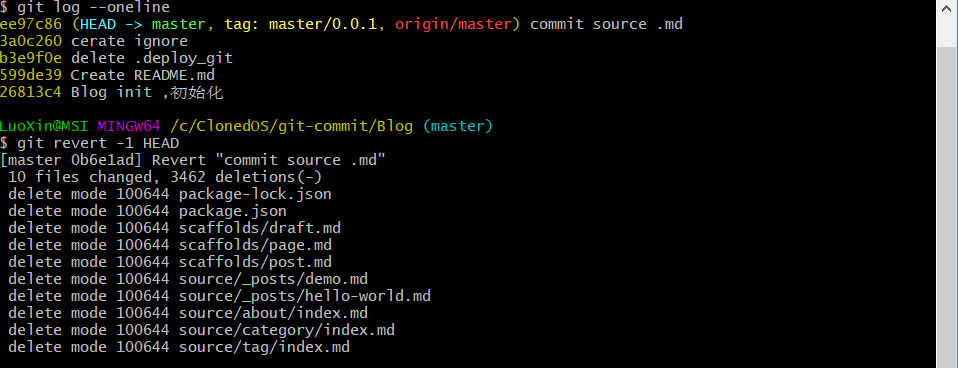 $ git log --oneline
ee97c86 (HEAD -> master, tag: master/0.0.1, origin/master) commit source .md
3a0c260 cerate ignore
b3e9f0e delete .deploy_git
599de39 Create README.md
26813c4 Blog init ,初始化
LuoXin@MSI MINGW64 /c/ClonedOS/git-commit/Blog (master)
$ git revert -1 HEAD
[master 0b6e1ad] Revert "commit source .md"
10 files changed, 3462 deletions(-)
delete mode 100644 package-lock.json
delete mode 100644 package.json
delete mode 100644 scaffolds/draft.md
delete mode 100644 scaffolds/page.md
delete mode 100644 scaffolds/post.md
delete mode 100644 source/_posts/demo.md
delete mode 100644 source/_posts/hello-world.md
delete mode 100644 source/about/index.md
delete mode 100644 source/category/index.md
delete mode 100644 source/tag/index.md